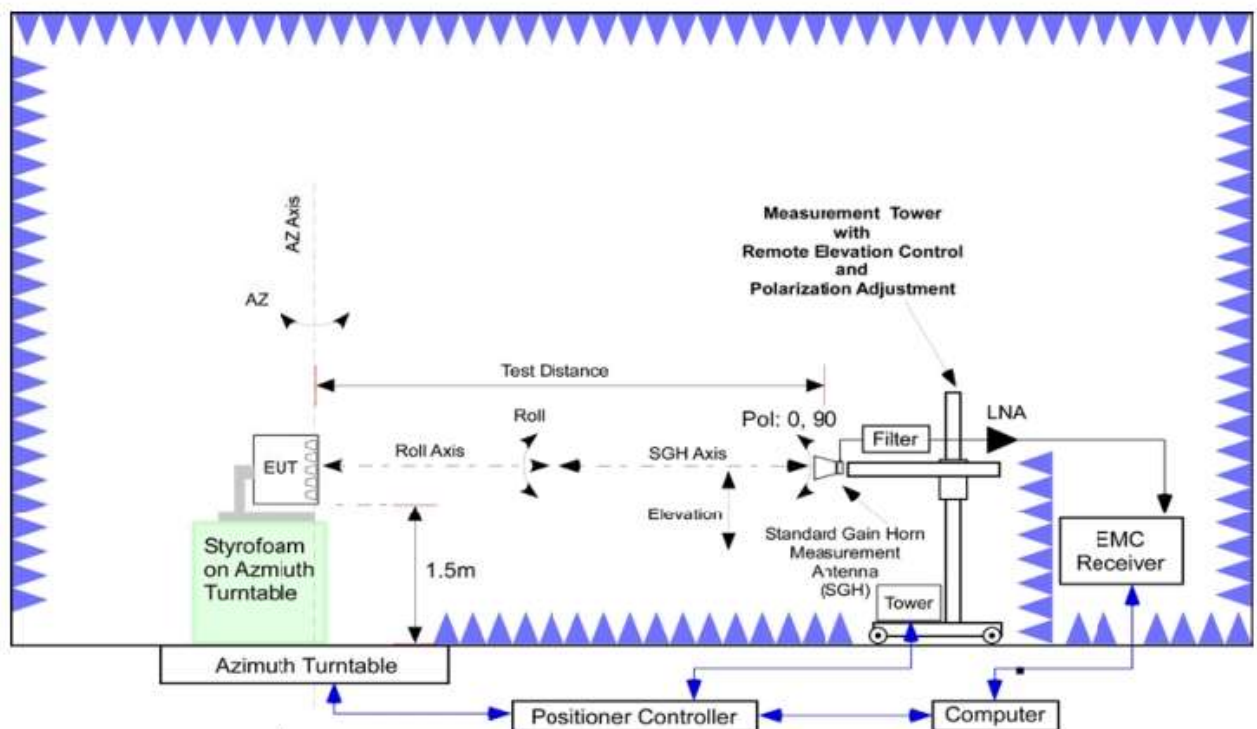 Measurement Tower
with
Remote Elevation Control
and
Polarization Adjustment
AZ Axis
AZ
Test Distance
Roll
Pol: 0, 90
LNA
Filter
EUT
Roll Axis
SGH Axis
Elevation
Standard Gain Horn
Measurement
Antenna
(SGH)
EMC
Receiver
Styrofoam
on Azmiuth
Turntable
1.5m
Tower
Azimuth Turntable
Positioner Controller
Computer